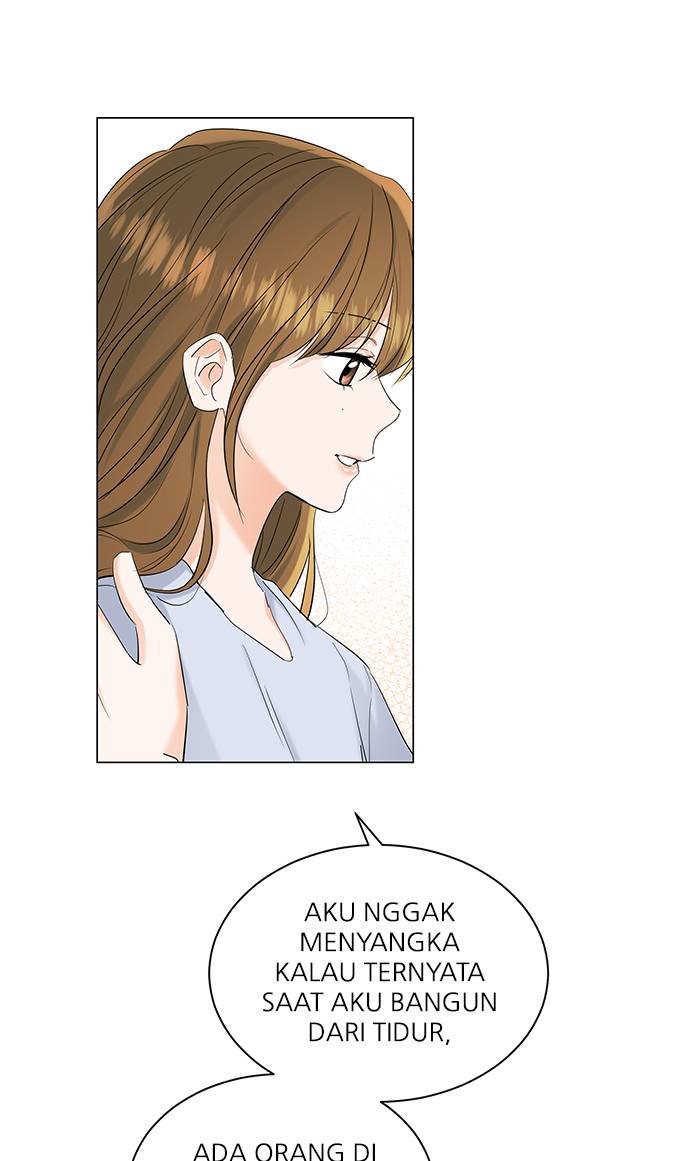 AKU NGGAK
MENYANGKA
KALAU TERNYATA
SAAT AKU BANGUN
DARI TIDUR,
ADA ORANG DI